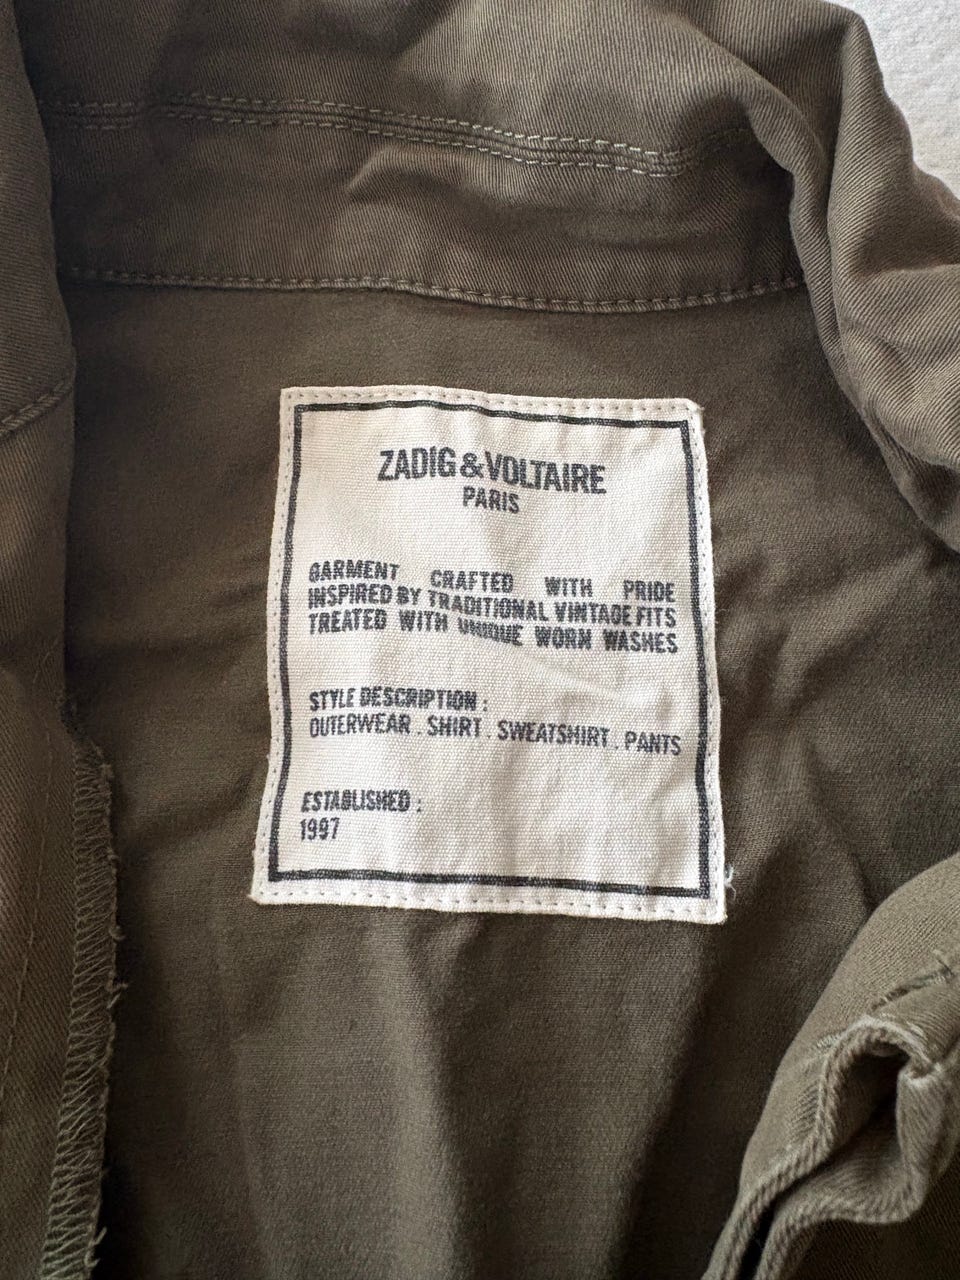 ZADIG & VOLTAIRE
PARIS
GARMENT CRAFTED WITH PRIDE
INSPIRED BY TRADITIONAL VINTAGE FITS
TREATED WITH UNIQUE WORN WASHES
STYLE DESCRIPTION :
OUTERWEAR . SHIRT . SWEATSHIRT . PANTS
ESTABLISHED :
1997